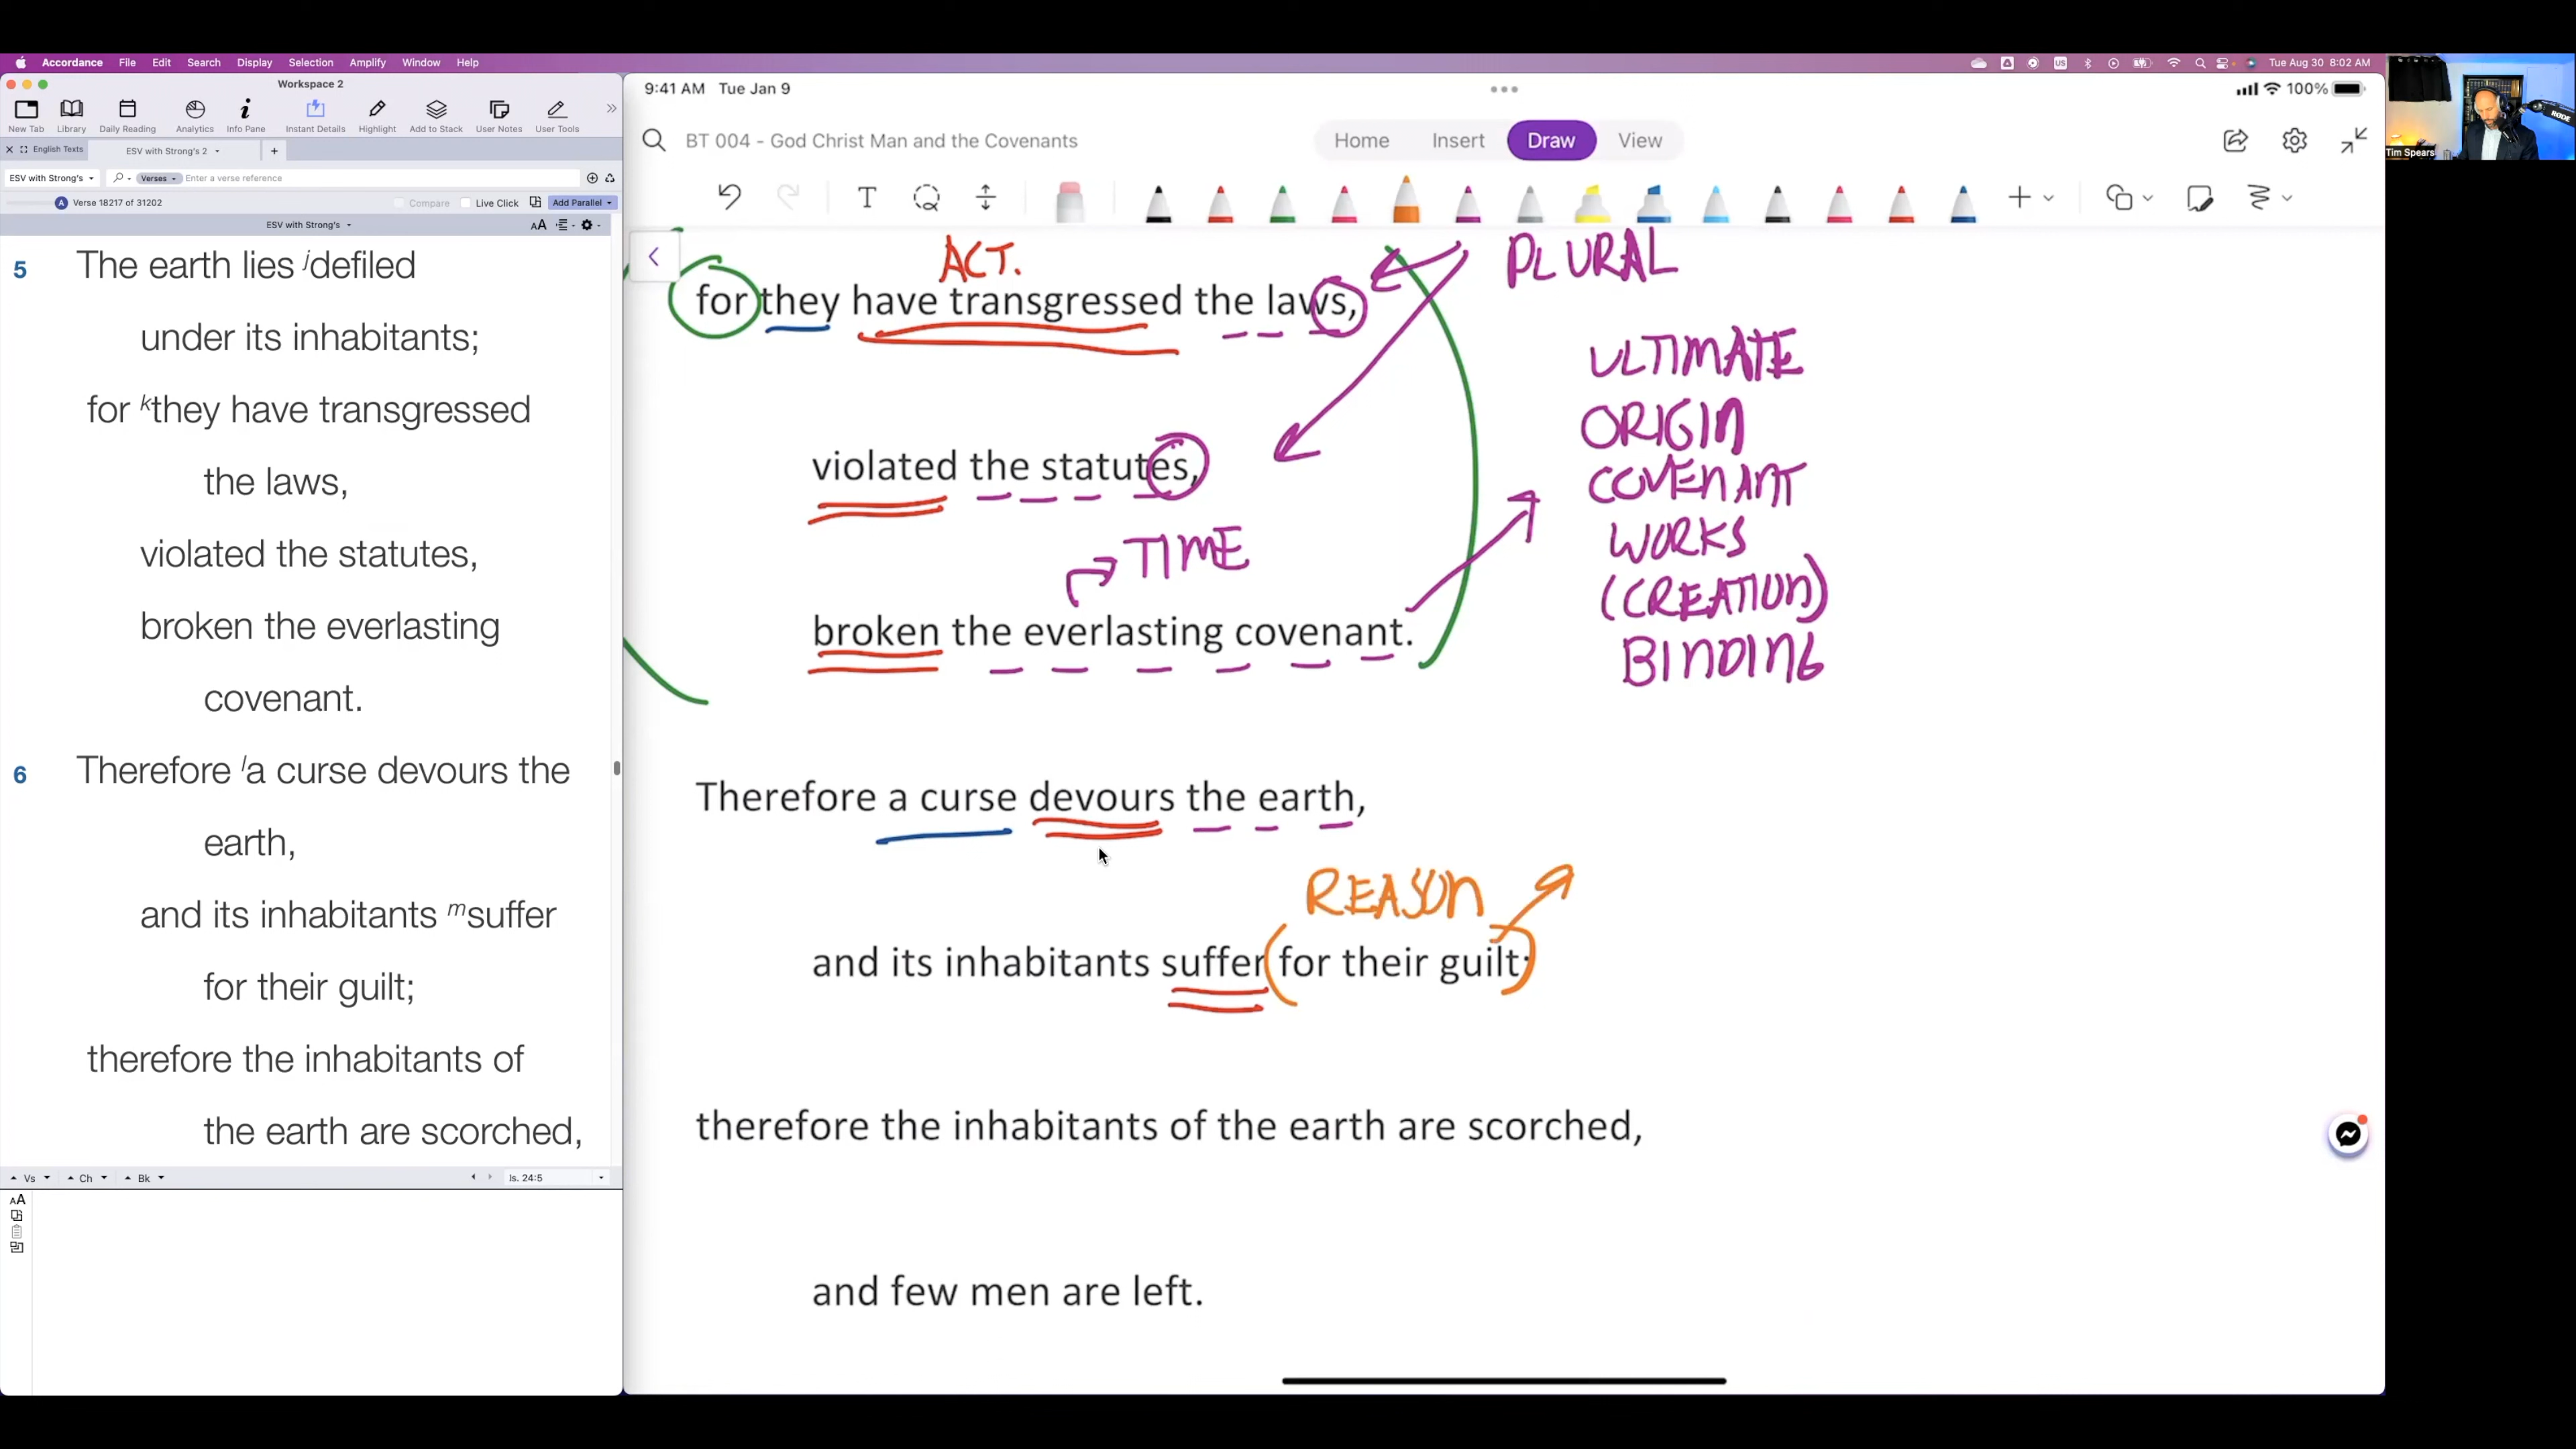 Accordance File Edit Search Display Selection Amplify Window Help
US
Tue Aug 30 8:02 AM
Workspace 2
New Tab Library Daily Reading Analytics Info Pane Instant Details Highlight Add to Stack User Notes User Tools
English Texts ESV with Strong's 2 +
ESV with Strong's Verses Enter a verse reference
A Verse 18217 of 31202 Compare Live Click Add Parallel
ESV with Strong's AA
5 The earth lies jdefiled
under its inhabitants;
for kthey have transgressed
the laws,
violated the statutes,
broken the everlasting
covenant.
6 Therefore la curse devours the
earth,
and its inhabitants msuffer
for their guilt;
therefore the inhabitants of
the earth are scorched,
Vs Ch Bk Is. 24:5
AA
9:41 AM Tue Jan 9
100%
BT 004 - God Christ Man and the Covenants
Home Insert Draw View
T
ACT.
PLURAL
for they have transgressed the laws,
ULTIMATE
ORIGIN
COVENANT
WORKS
(CREATION)
BINDING
violated the statutes,
TIME
broken the everlasting covenant.
Therefore a curse devours the earth,
REASON
and its inhabitants suffer (for their guilt;)
therefore the inhabitants of the earth are scorched,
and few men are left.
Tim Spears
RØDE